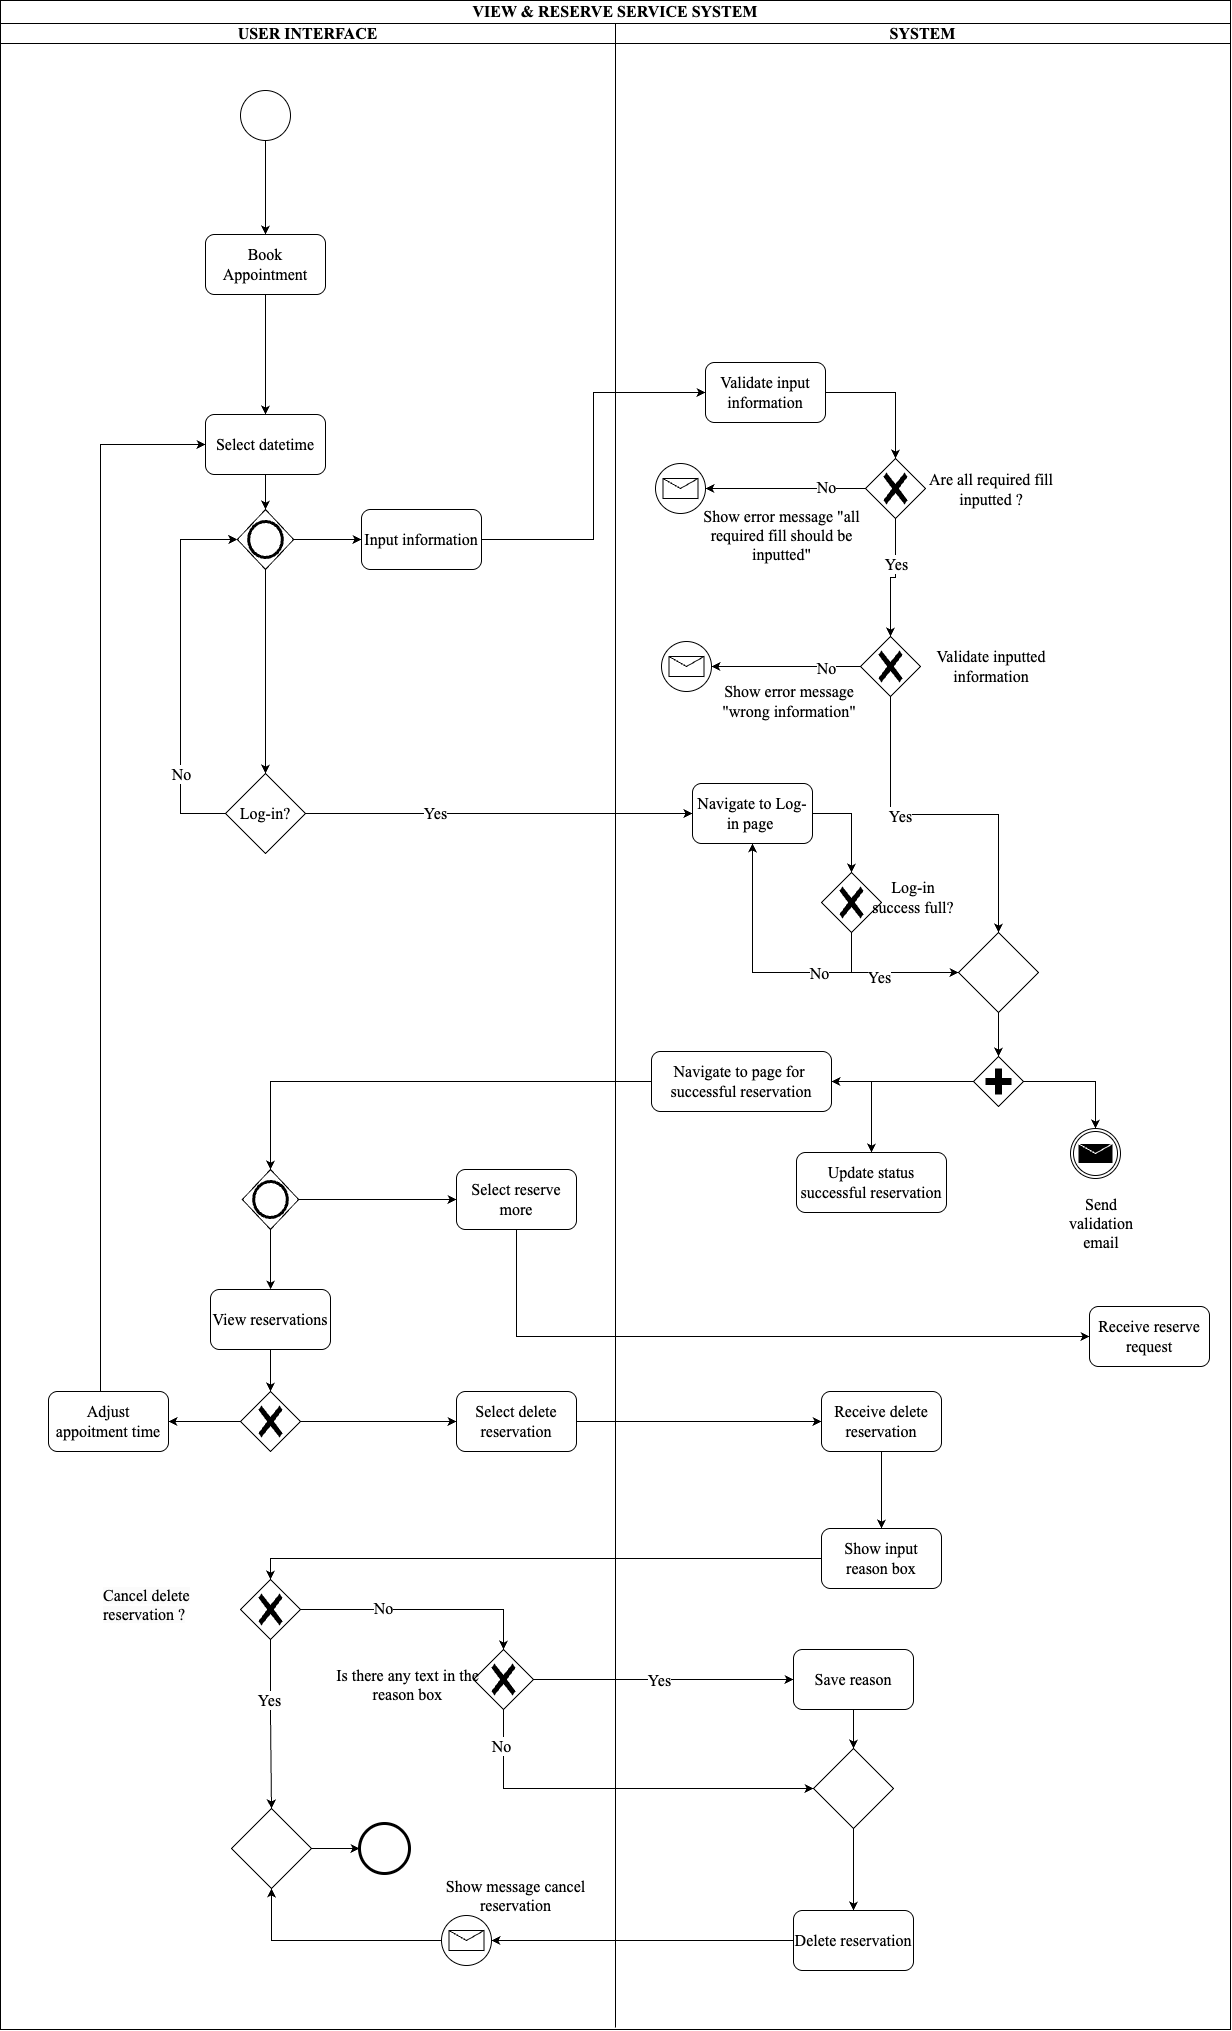 VIEW & RESERVE SERVICE SYSTEM
USER INTERFACE
SYSTEM
Book
Appointment
Validate input
information
Select datetime
Are all required fill
inputted ?
No
Show error message "all
required fill should be
inputted"
Input information
Yes
Validate inputted
information
No
Show error message
"wrong information"
No
Log-in?
Yes
Navigate to Log-
in page
Yes
Log-in
success full?
No
Yes
Navigate to page for
successful reservation
Update status
successful reservation
Send
validation
email
Select reserve
more
View reservations
Receive reserve
request
Adjust
appoitment time
Select delete
reservation
Receive delete
reservation
Show input
reason box
Cancel delete
reservation ?
No
Is there any text in the
reason box
Yes
Save reason
Yes
No
Show message cancel
reservation
Delete reservation